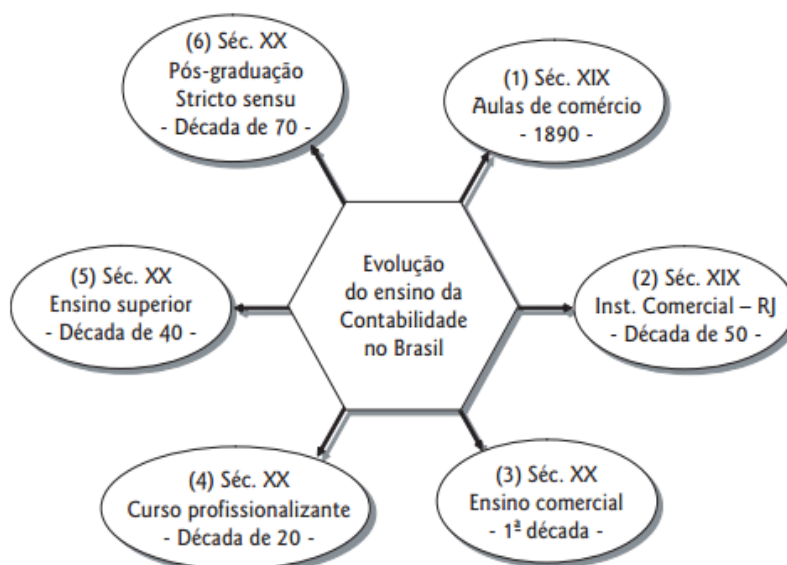 (6) Séc. XX
Pós-graduação
Stricto sensu
- Década de 70 -
(1) Séc. XIX
Aulas de comércio
- 1890 -
(5) Séc. XX
Ensino superior
- Década de 40 -
Evolução
do ensino da
Contabilidade
no Brasil
(2) Séc. XIX
Inst. Comercial – RJ
- Década de 50 -
(4) Séc. XX
Curso profissionalizante
- Década de 20 -
(3) Séc. XX
Ensino comercial
- 1ª década -